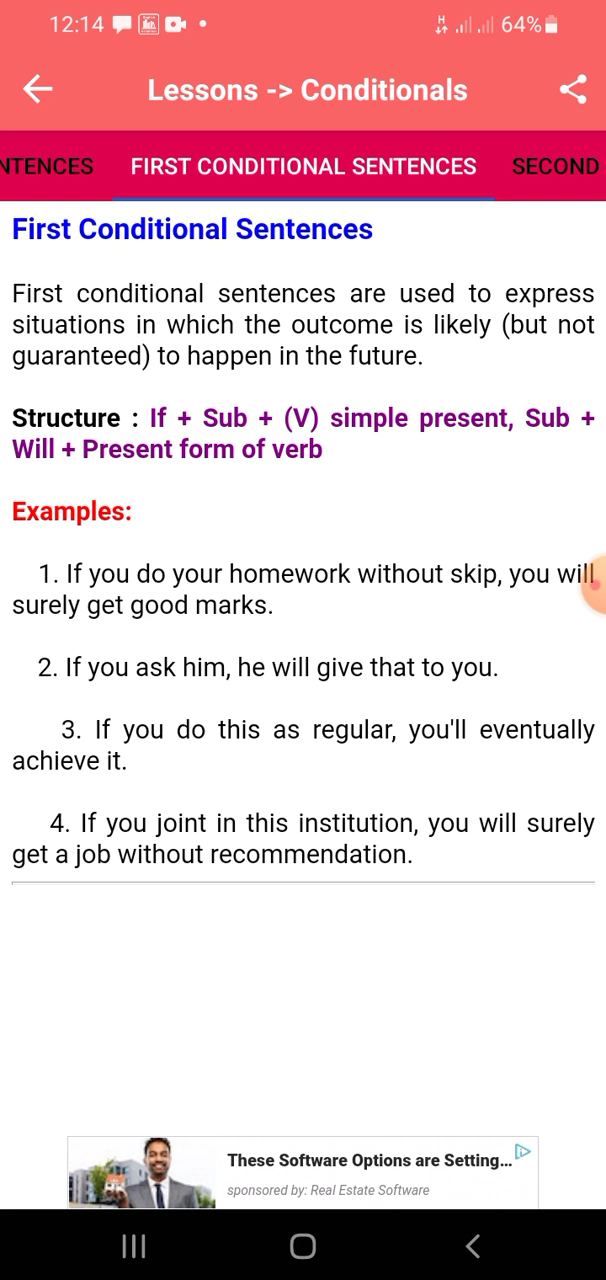 12:14
64%
Lessons -> Conditionals
NTENCES FIRST CONDITIONAL SENTENCES SECOND
First Conditional Sentences
First conditional sentences are used to express
situations in which the outcome is likely (but not
guaranteed) to happen in the future.
Structure : If + Sub + (V) simple present, Sub +
Will + Present form of verb
Examples:
1. If you do your homework without skip, you will
surely get good marks.
2. If you ask him, he will give that to you.
3. If you do this as regular, you'll eventually
achieve it.
4. If you joint in this institution, you will surely
get a job without recommendation.
These Software Options are Setting...
sponsored by: Real Estate Software